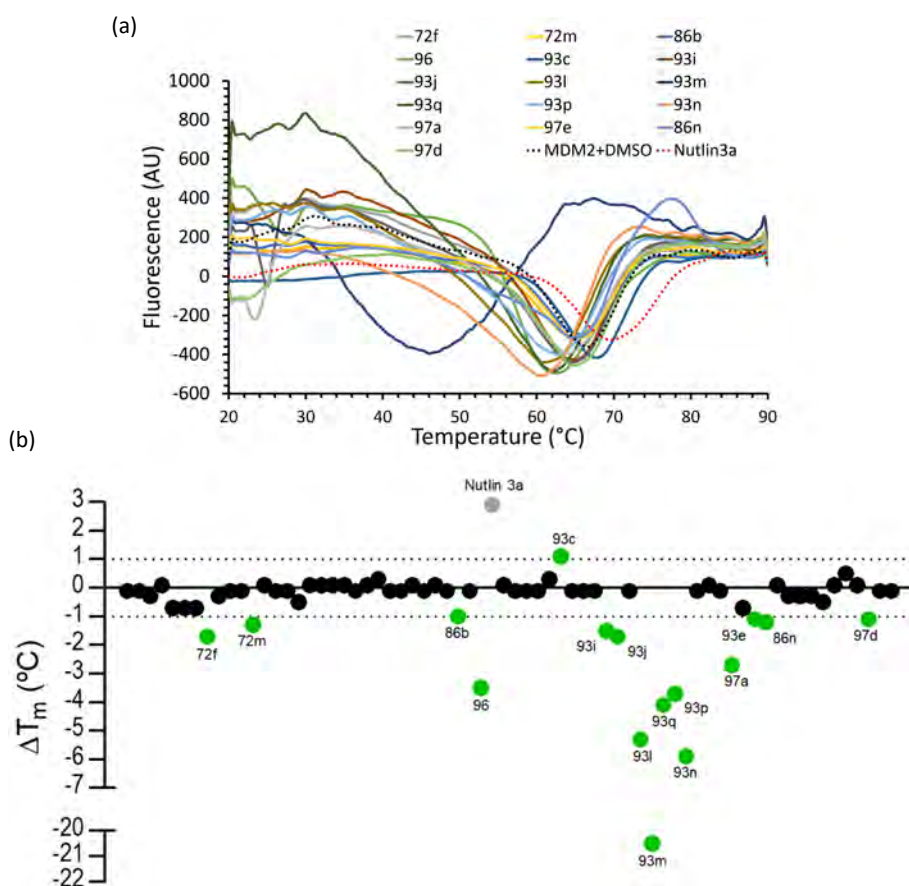 (a)
72f 72m 86b
96 93c 93i
93j 93l 93m
93q 93p 93n
97a 97e 86n
97d MDM2+DMSO Nutlin3a
Fluorescence (AU)
1000
800
600
400
200
0
-200
-400
-600
20 30 40 50 60 70 80 90
Temperature (°C)
(b)
ΔTm (ºC)
3
2
1
0
-1
-2
-3
-4
-5
-6
-7
-20
-21
-22
Nutlin 3a
93c
72f
72m
86b
96
93i
93j
93l
93m
93q
93p
93n
97a
93e
86n
97d